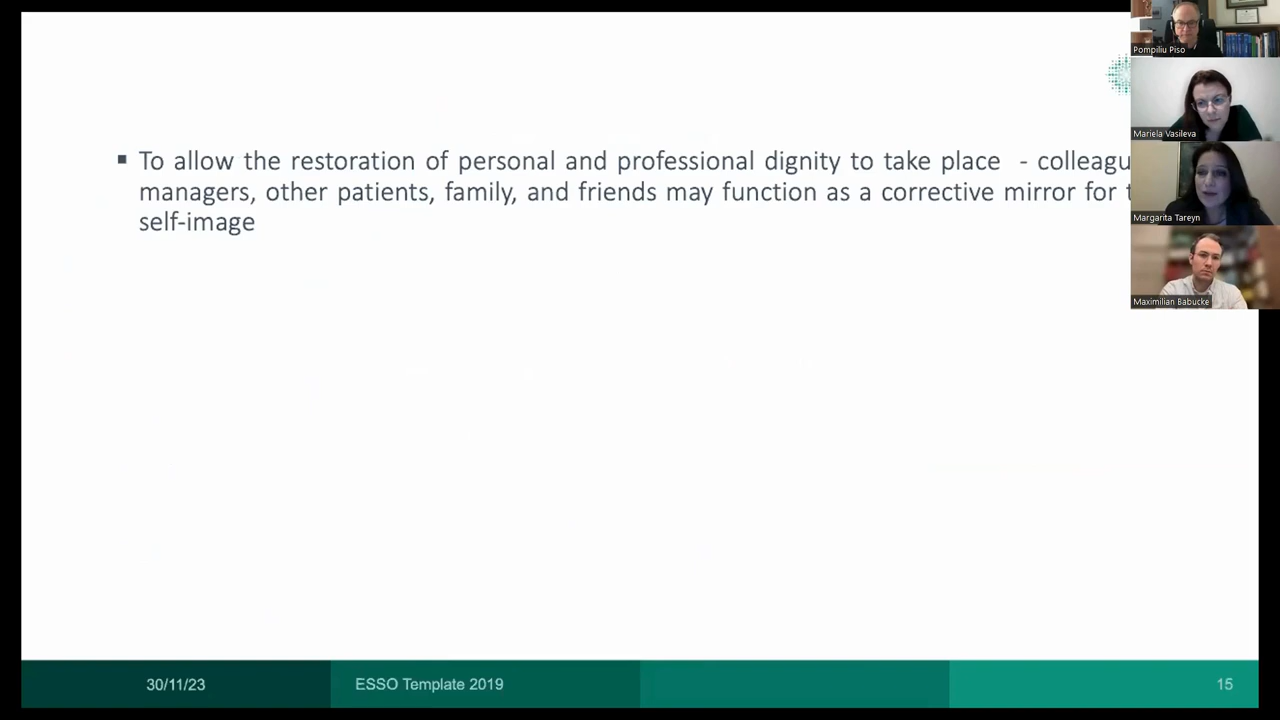 Pompiliu Piso
Mariela Vasileva
Margarita Tareyn
Maximilian Babucke
▪ To allow the restoration of personal and professional dignity to take place - colleagu
managers, other patients, family, and friends may function as a corrective mirror for t
self-image
30/11/23
ESSO Template 2019
15